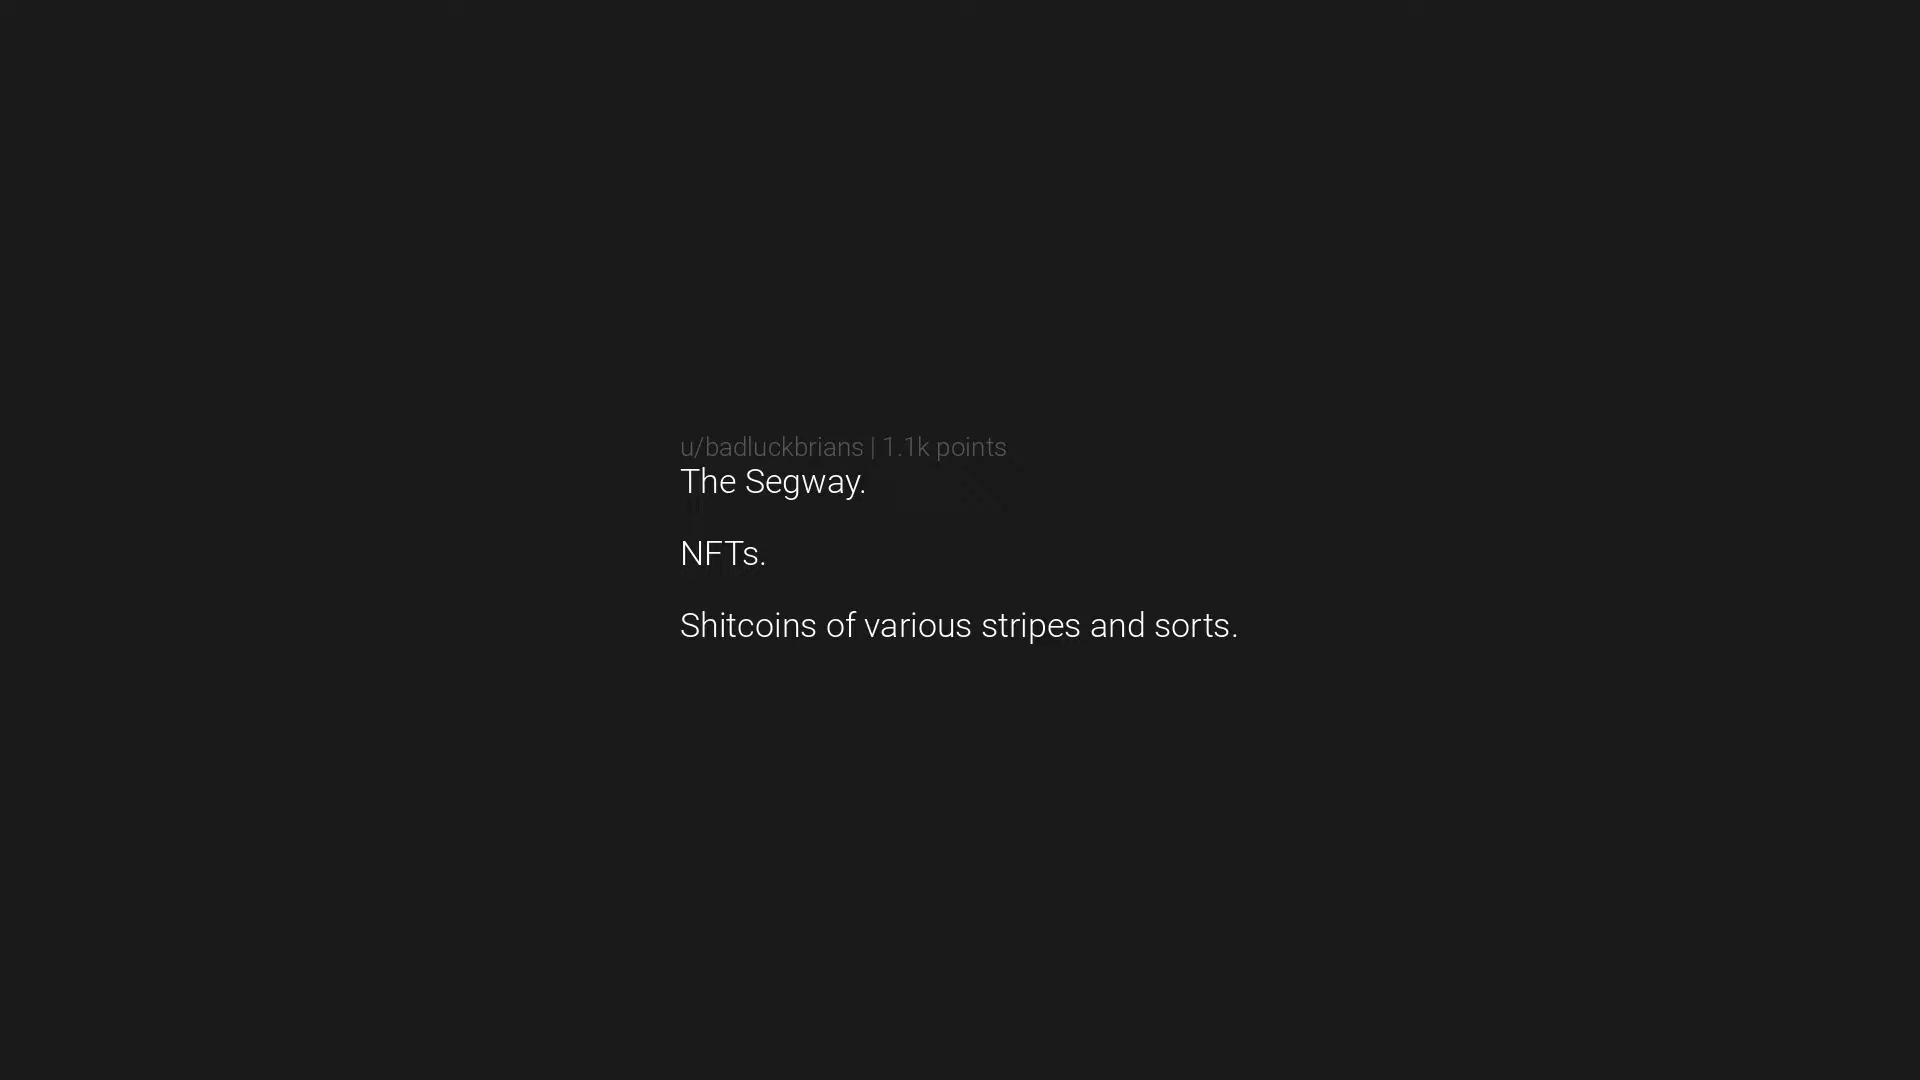 u/badluckbrians | 1.1k points
The Segway.
NFTs.
Shitcoins of various stripes and sorts.